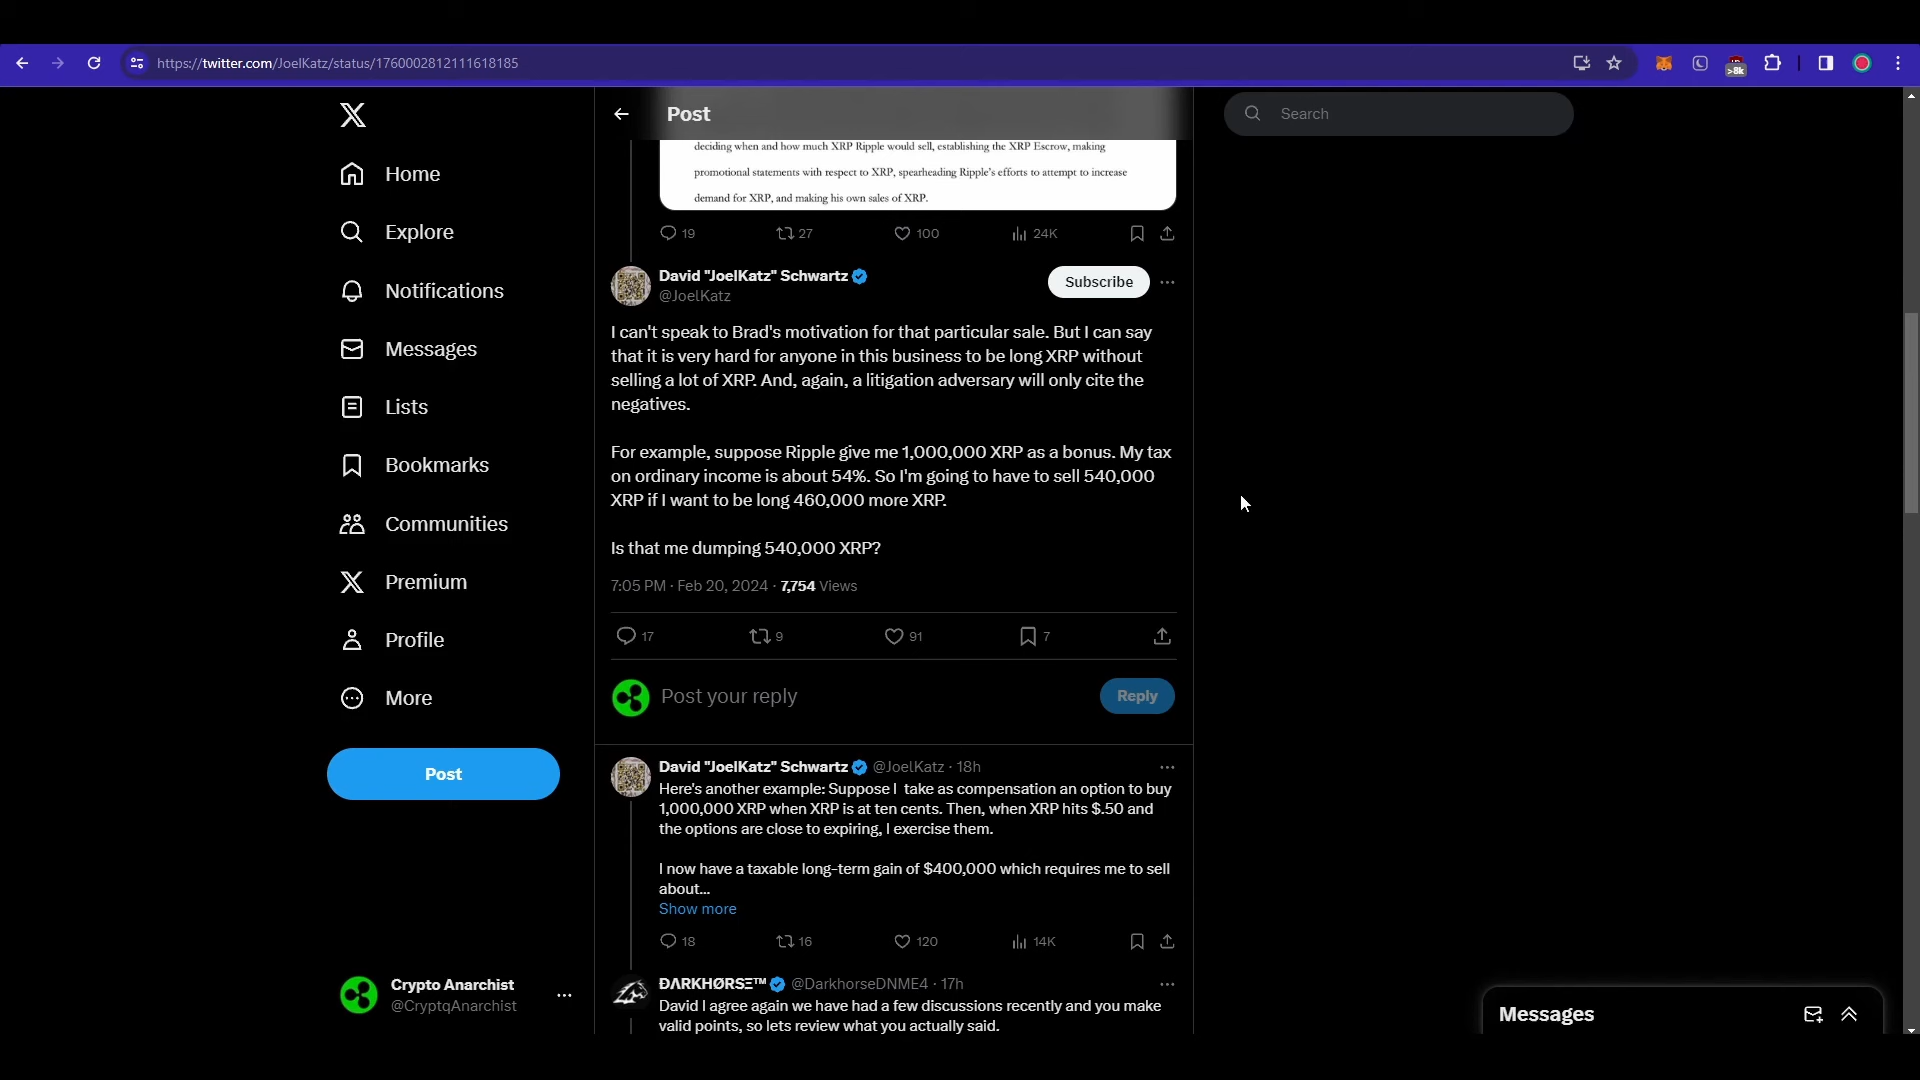 https://twitter.com/JoelKatz/status/1760002812111618185
>8k
Home
Explore
Notifications
Messages
Lists
Bookmarks
Communities
Premium
Profile
More
Post
Crypto Anarchist
@CryptqAnarchist
Post
deciding when and how much XRP Ripple would sell, establishing the XRP Escrow, making
promotional statements with respect to XRP, spearheading Ripple's efforts to attempt to increase
demand for XRP, and making his own sales of XRP.
19 27 100 24K
David "JoelKatz" Schwartz
@JoelKatz
Subscribe
I can't speak to Brad's motivation for that particular sale. But I can say
that it is very hard for anyone in this business to be long XRP without
selling a lot of XRP. And, again, a litigation adversary will only cite the
negatives.
For example, suppose Ripple give me 1,000,000 XRP as a bonus. My tax
on ordinary income is about 54%. So I'm going to have to sell 540,000
XRP if I want to be long 460,000 more XRP.
Is that me dumping 540,000 XRP?
7:05 PM · Feb 20, 2024 · 7,754 Views
17 9 91 7
Post your reply
Reply
David "JoelKatz" Schwartz @JoelKatz · 18h
Here's another example: Suppose I take as compensation an option to buy
1,000,000 XRP when XRP is at ten cents. Then, when XRP hits $.50 and
the options are close to expiring, I exercise them.
I now have a taxable long-term gain of $400,000 which requires me to sell
about...
Show more
18 16 120 14K
ĐΛRKHØRSΞ™ @DarkhorseDNME4 · 17h
David I agree again we have had a few discussions recently and you make
valid points, so lets review what you actually said.
Search
Messages